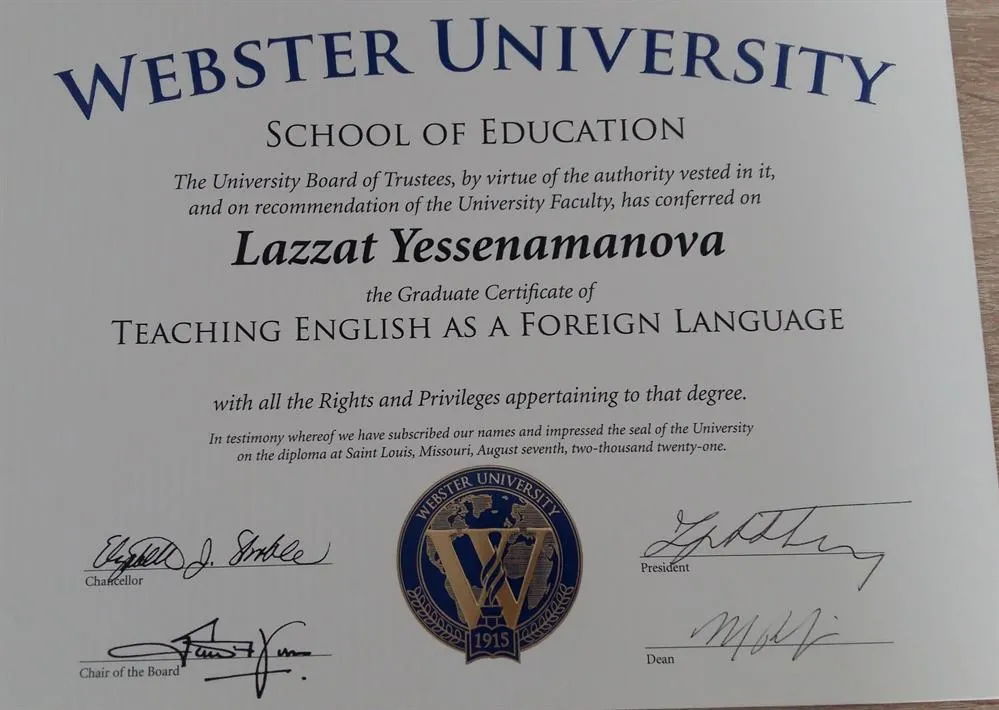 WEBSTER UNIVERSITY
SCHOOL OF EDUCATION
The University Board of Trustees, by virtue of the authority vested in it,
and on recommendation of the University Faculty, has conferred on
Lazzat Yessenamanova
the Graduate Certificate of
TEACHING ENGLISH AS A FOREIGN LANGUAGE
with all the Rights and Privileges appertaining to that degree.
In testimony whereof we have subscribed our names and impressed the seal of the University
on the diploma at Saint Louis, Missouri, August seventh, two-thousand twenty-one.
WEBSTER UNIVERSITY
W
1915
Elizabeth J. Stroble
Chancellor
President
Chair of the Board
Dean